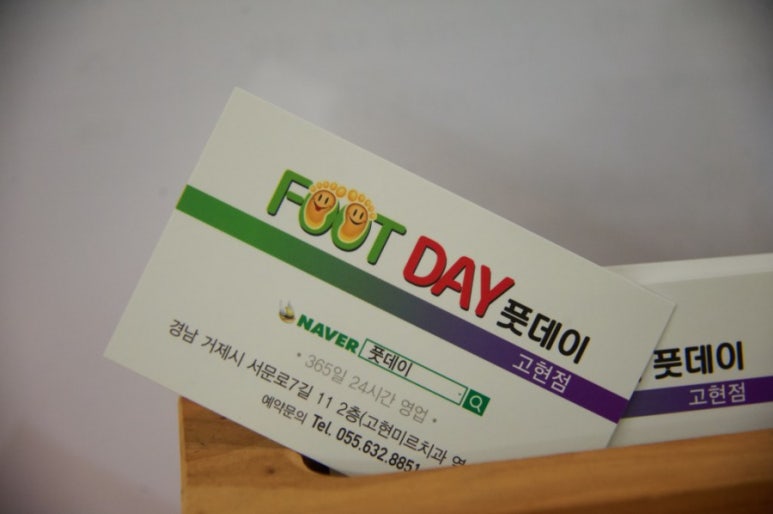 FOOT DAY 풋데이
고현점
NAVER 풋데이
* 365일 24시간 영업 *
경남 거제시 서문로7길 11 2층(고현미르치과 옆
예약문의 Tel. 055.632.8851
풋데이
고현점